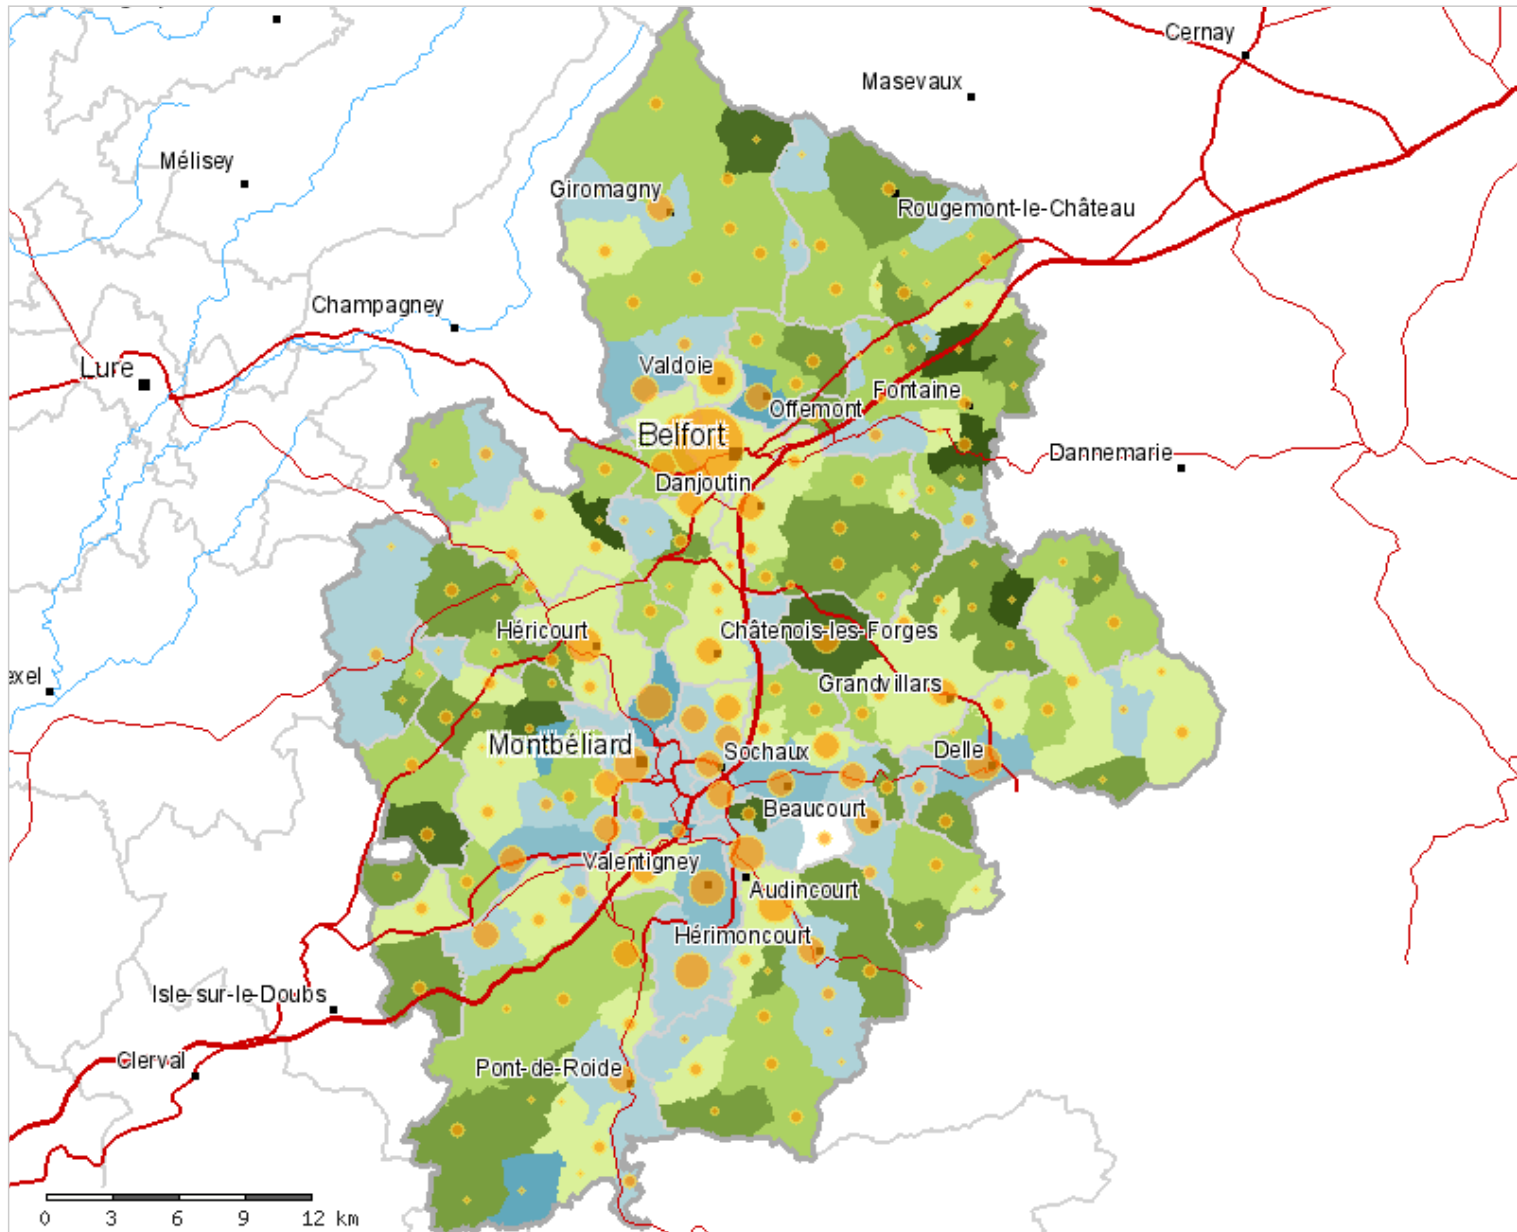 Cernay
Masevaux
Mélisey
Giromagny
Rougemont-le-Château
Champagney
Lure
Valdoie
Fontaine
Offemont
Belfort
Dannemarie
Danjoutin
Héricourt
Châtenois-les-Forges
exel
Grandvillars
Montbéliard
Sochaux
Delle
Beaucourt
Valentigney
Audincourt
Hérimoncourt
Isle-sur-le-Doubs
Clerval
Pont-de-Roide
0 3 6 9 12 km